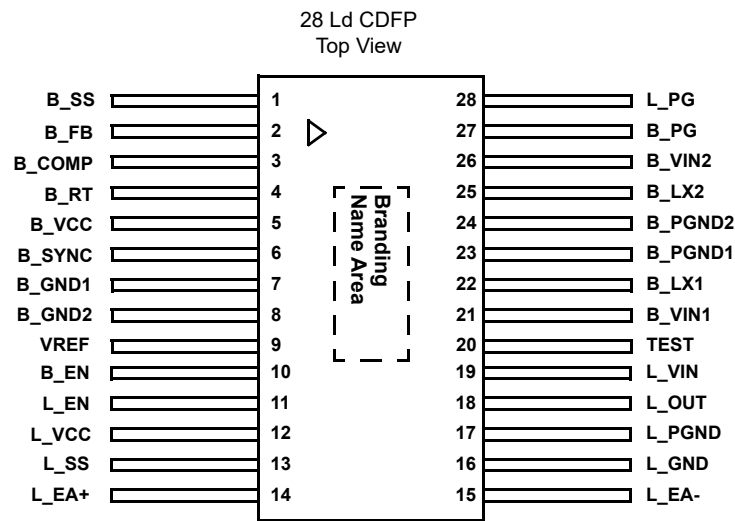 28 Ld CDFP
Top View
B_SS 1 28 L_PG
B_FB 2 27 B_PG
B_COMP 3 26 B_VIN2
B_RT 4 25 B_LX2
B_VCC 5 24 B_PGND2
B_SYNC 6 23 B_PGND1
B_GND1 7 22 B_LX1
B_GND2 8 21 B_VIN1
VREF 9 20 TEST
B_EN 10 19 L_VIN
L_EN 11 18 L_OUT
L_VCC 12 17 L_PGND
L_SS 13 16 L_GND
L_EA+ 14 15 L_EA-
Branding
Name Area